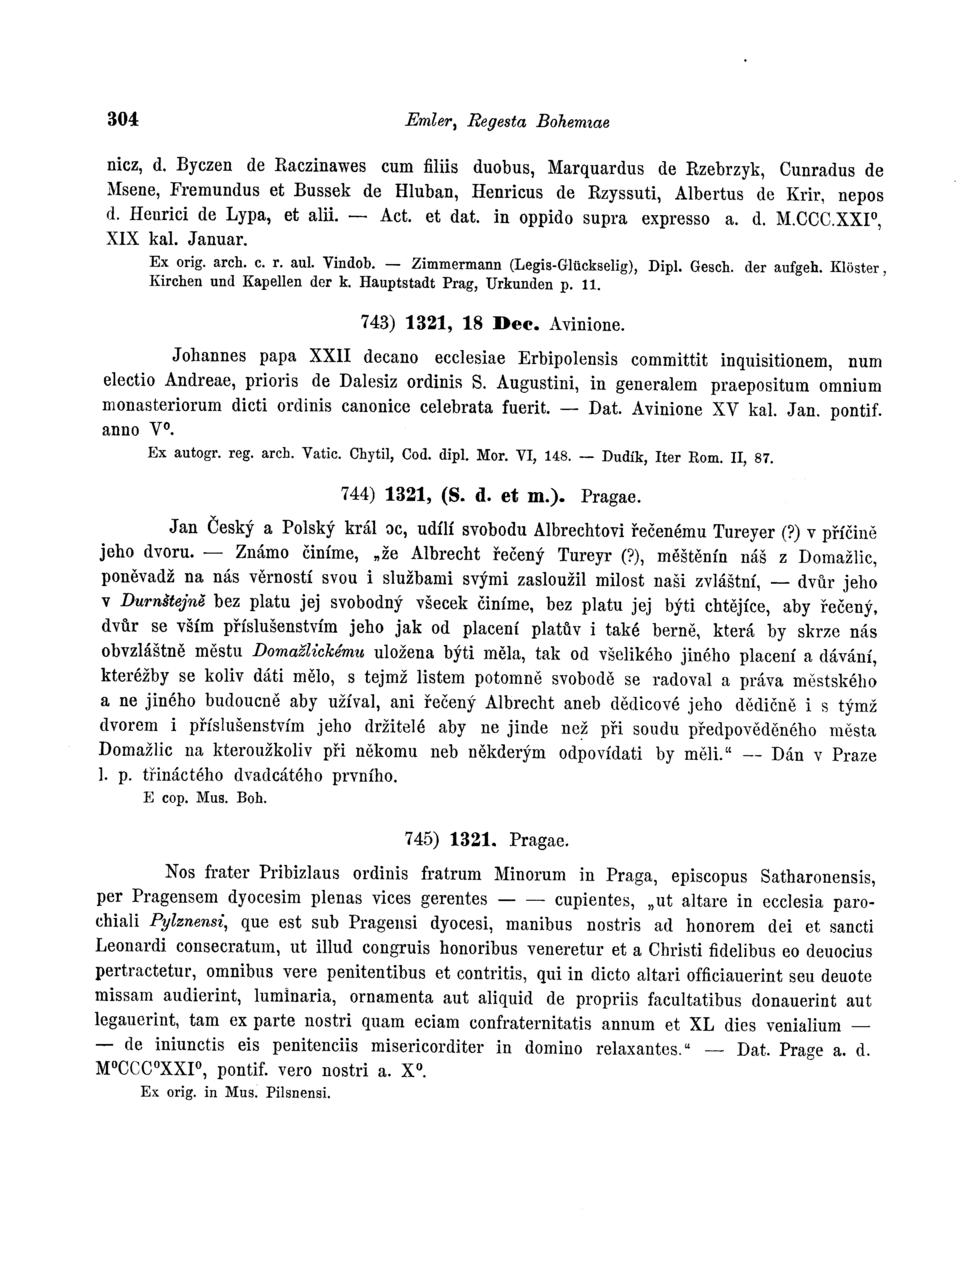 304 Emler, Regesta Bohemiae
nicz, d. Byczen de Raczinawes cum filiis duobus, Marquardus de Rzebrzyk, Cunradus de
Msene, Fremundus et Bussek de Hluban, Henricus de Rzyssuti, Albertus de Krir, nepos
d. Henrici de Lypa, et alii. — Act. et dat. in oppido supra expresso a. d. M.CCC.XXI⁰,
XIX kal. Januar.
Ex orig. arch. c. r. aul. Vindob. — Zimmermann (Legis-Glückselig), Dipl. Gesch. der aufgeh. Klöster,
Kirchen und Kapellen der k. Hauptstadt Prag, Urkunden p. 11.
743) 1321, 18 Dec. Avinione.
Johannes papa XXII decano ecclesiae Erbipolensis committit inquisitionem, num
electio Andreae, prioris de Dalesiz ordinis S. Augustini, in generalem praepositum omnium
monasteriorum dicti ordinis canonice celebrata fuerit. — Dat. Avinione XV kal. Jan. pontif.
anno V⁰.
Ex autogr. reg. arch. Vatic. Chytil, Cod. dipl. Mor. VI, 148. — Dudík, Iter Rom. II, 87.
744) 1321, (S. d. et m.). Pragae.
Jan Český a Polský král ɔc, udílí svobodu Albrechtovi řečenému Tureyer (?) v příčině
jeho dvoru. — Známo činíme, „že Albrecht řečený Tureyr (?), měštěnín náš z Domažlic,
poněvadž na nás věrností svou i službami svými zasloužil milost naši zvláštní, — dvůr jeho
v Durnštejně bez platu jej svobodný všecek činíme, bez platu jej býti chtějíce, aby řečený,
dvůr se vším příslušenstvím jeho jak od placení platův i také berně, která by skrze nás
obvzláštně městu Domažlickému uložena býti měla, tak od všelikého jiného placení a dávání,
kteréžby se koliv dáti mělo, s tejmž listem potomně svobodě se radoval a práva městského
a ne jiného budoucně aby užíval, ani řečený Albrecht aneb dědicové jeho dědičně i s týmž
dvorem i příslušenstvím jeho držitelé aby ne jinde než při soudu předpověděného města
Domažlic na kteroužkoliv při někomu neb někderým odpovídati by měli.“ — Dán v Praze
l. p. třináctého dvadcátého prvního.
E cop. Mus. Boh.
745) 1321. Pragae.
Nos frater Pribizlaus ordinis fratrum Minorum in Praga, episcopus Satharonensis,
per Pragensem dyocesim plenas vices gerentes — — cupientes, „ut altare in ecclesia paro-
chiali Pylznensi, que est sub Pragensi dyocesi, manibus nostris ad honorem dei et sancti
Leonardi consecratum, ut illud congruis honoribus veneretur et a Christi fidelibus eo deuocius
pertractetur, omnibus vere penitentibus et contritis, qui in dicto altari officiauerint seu deuote
missam audierint, luminaria, ornamenta aut aliquid de propriis facultatibus donauerint aut
legauerint, tam ex parte nostri quam eciam confraternitatis annum et XL dies venialium —
— de iniunctis eis penitenciis misericorditer in domino relaxantes.“ — Dat. Prage a. d.
M⁰CCC⁰XXI⁰, pontif. vero nostri a. X⁰.
Ex orig. in Mus. Pilsnensi.